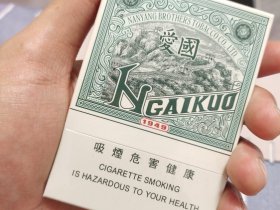 NANYANG BROTHERS TOBACCO CO., LTD.
愛國
NGAIKUO
1949
吸煙危害健康
CIGARETTE SMOKING
IS HAZARDOUS TO YOUR HEALTH